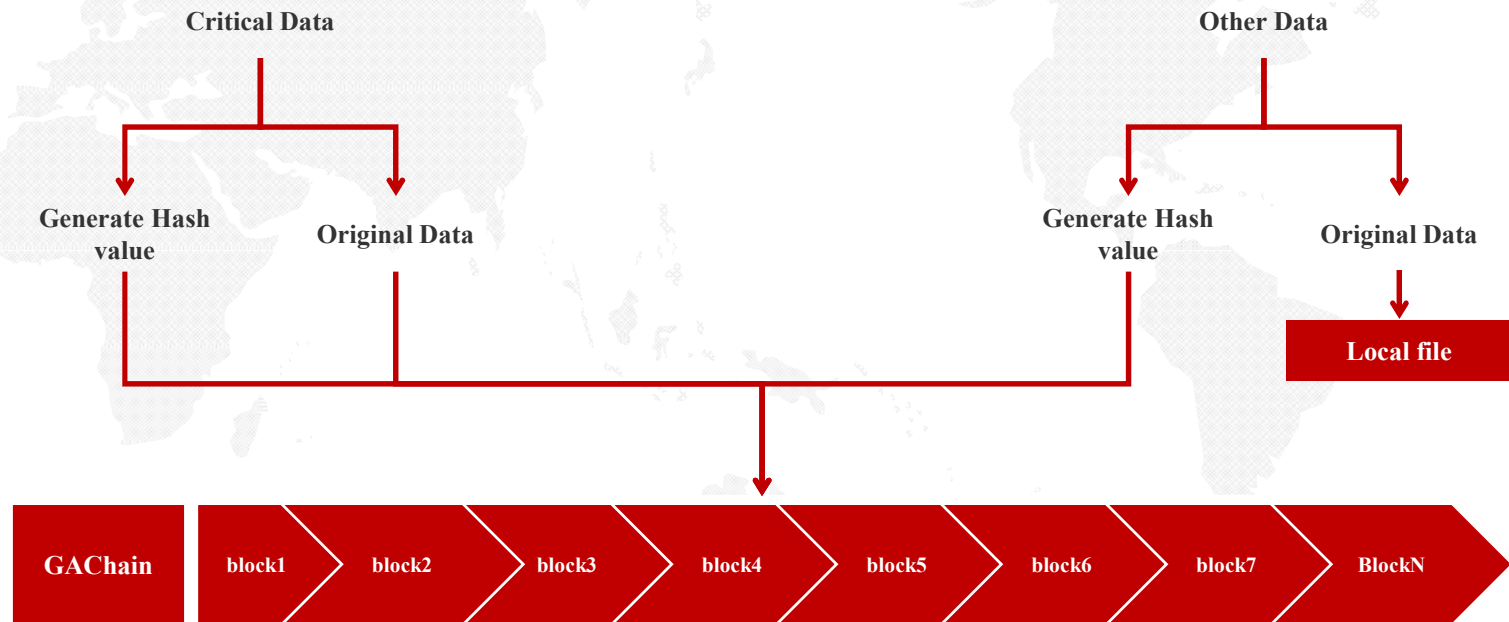 Critical Data
Other Data
Generate Hash
value
Original Data
Generate Hash
value
Original Data
Local file
GAChain
block1
block2
block3
block4
block5
block6
block7
BlockN